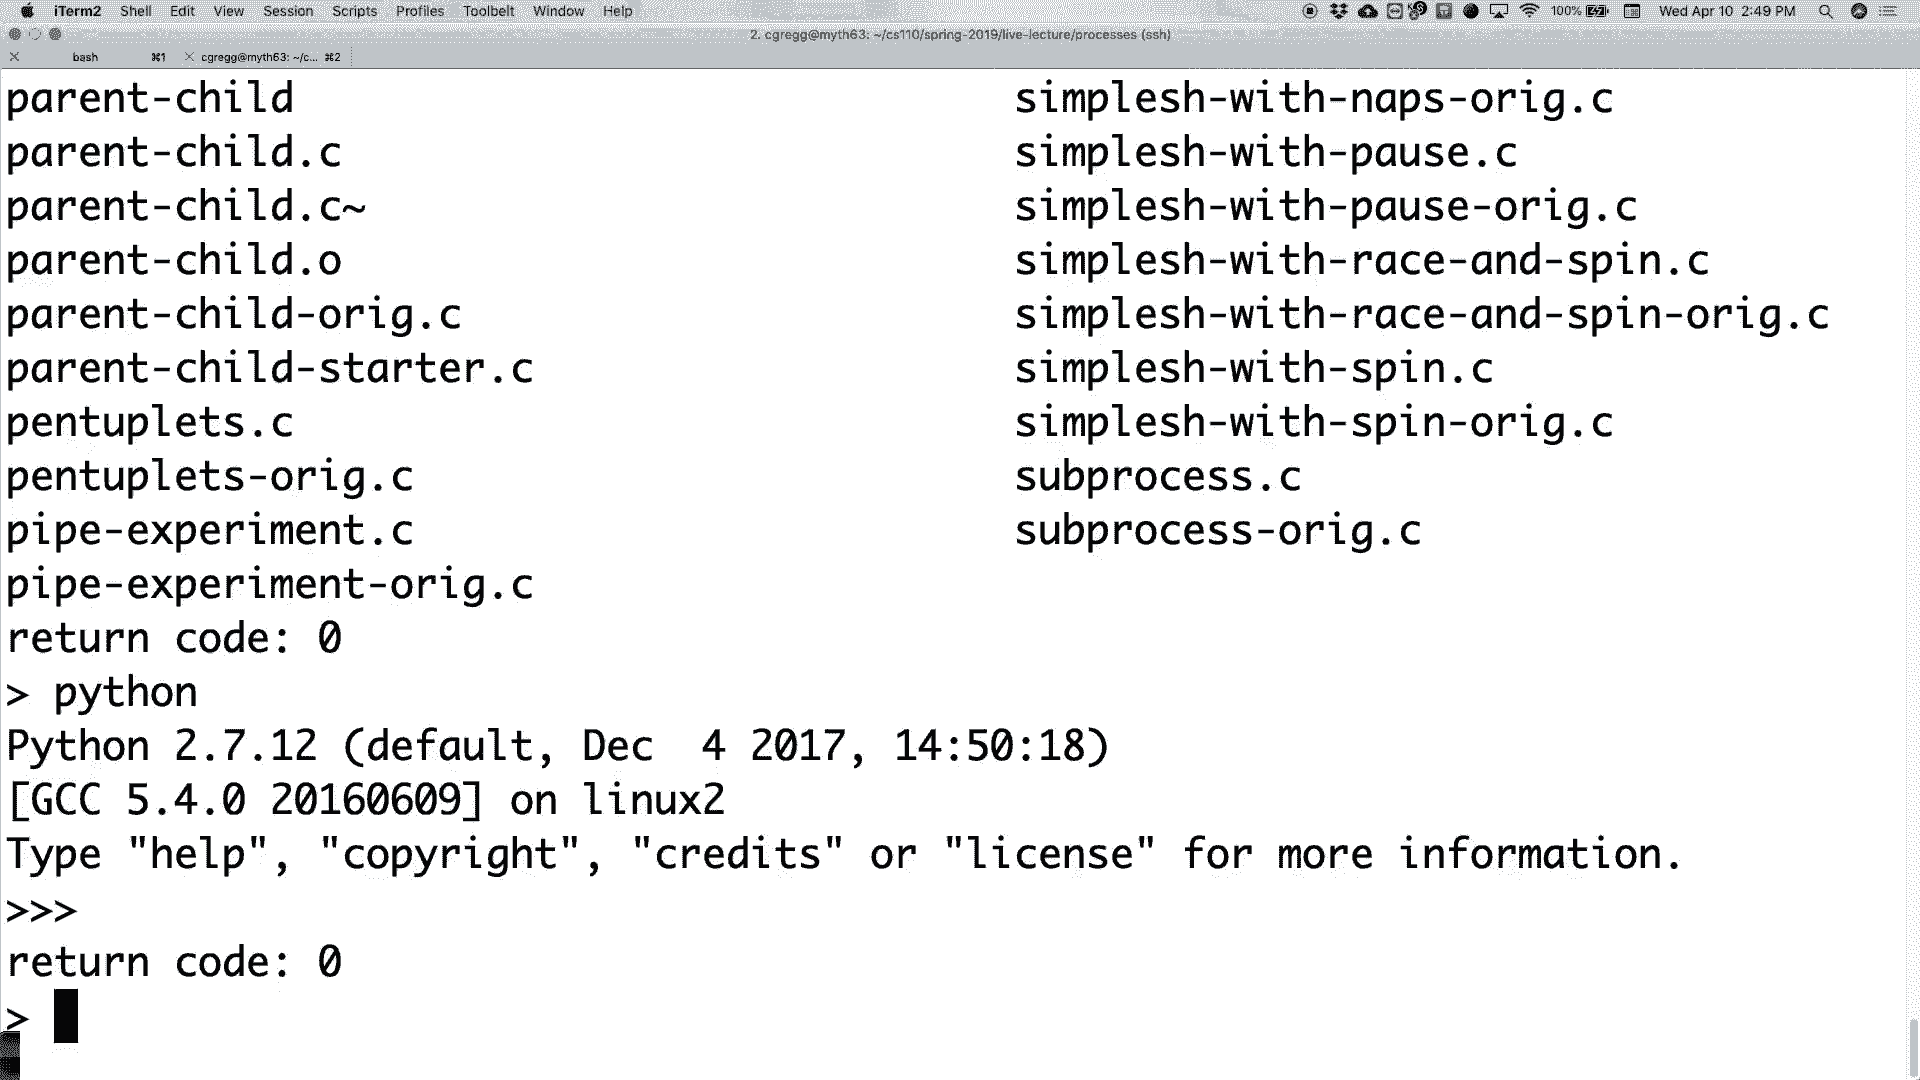 iTerm2 Shell Edit View Session Scripts Profiles Toolbelt Window Help 100% Wed Apr 10 2:49 PM
2. cgregg@myth63: ~/cs110/spring-2019/live-lecture/processes (ssh)
bash ⌘1 cgregg@myth63: ~/c... ⌘2
parent-child simplesh-with-naps-orig.c
parent-child.c simplesh-with-pause.c
parent-child.c~ simplesh-with-pause-orig.c
parent-child.o simplesh-with-race-and-spin.c
parent-child-orig.c simplesh-with-race-and-spin-orig.c
parent-child-starter.c simplesh-with-spin.c
pentuplets.c simplesh-with-spin-orig.c
pentuplets-orig.c subprocess.c
pipe-experiment.c subprocess-orig.c
pipe-experiment-orig.c
return code: 0
> python
Python 2.7.12 (default, Dec  4 2017, 14:50:18)
[GCC 5.4.0 20160609] on linux2
Type "help", "copyright", "credits" or "license" for more information.
>>>
return code: 0
>